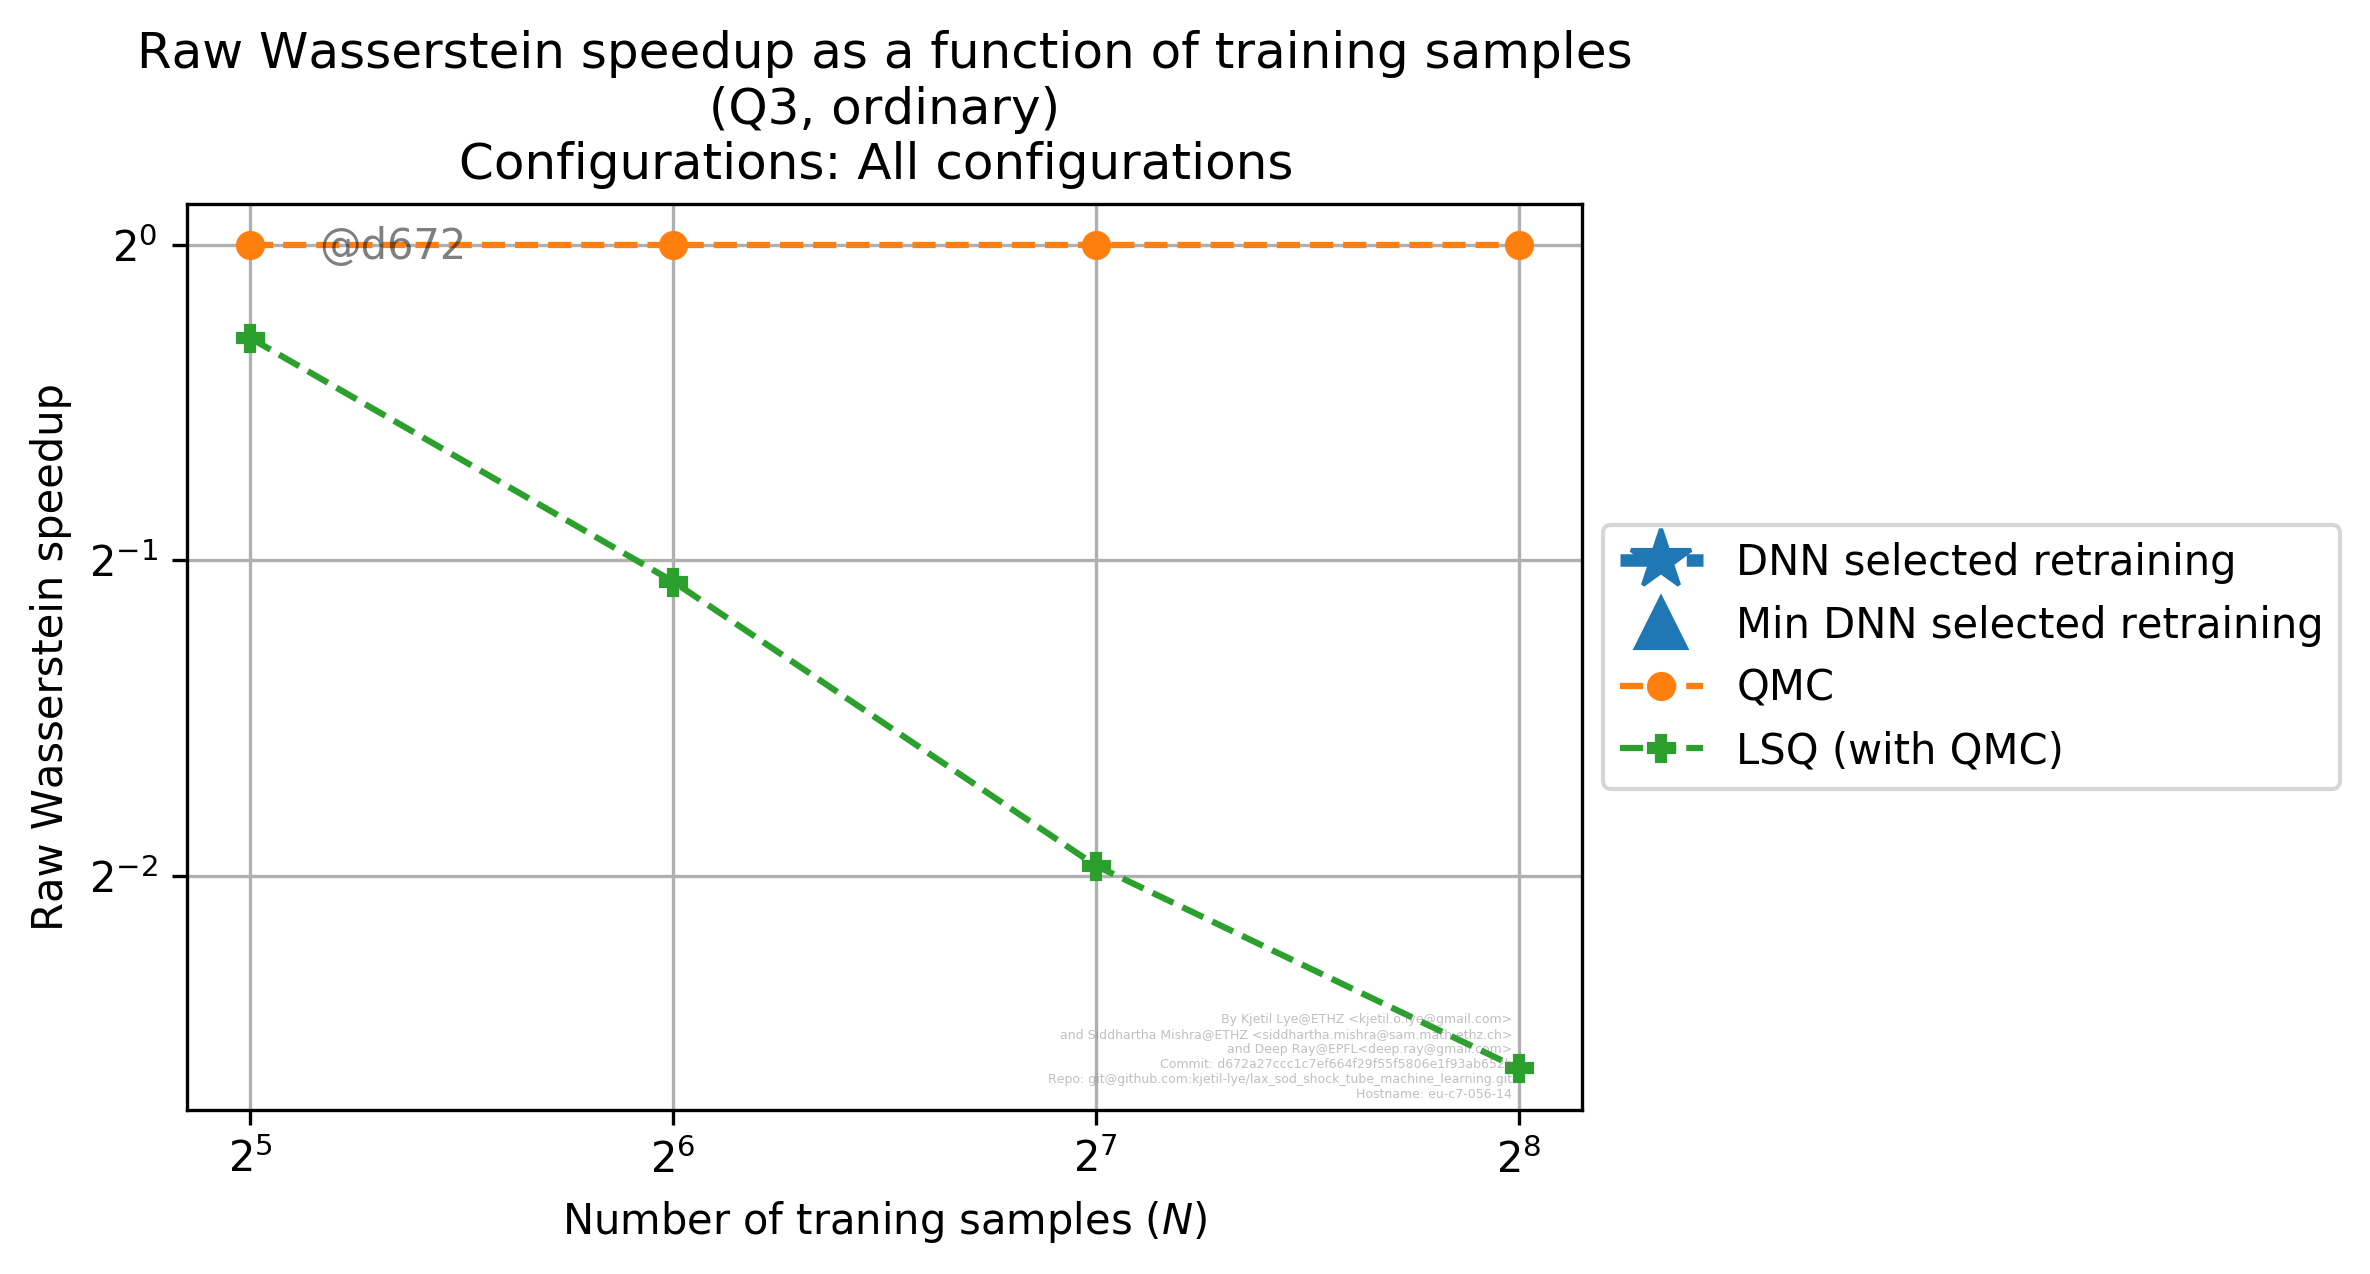 Raw Wasserstein speedup as a function of training samples
(Q3, ordinary)
Configurations: All configurations
2^0
@d672
2^-1
2^-2
Raw Wasserstein speedup
DNN selected retraining
Min DNN selected retraining
QMC
LSQ (with QMC)
By Kjetil Lye@ETHZ <kjetil.o.lye@gmail.com>
and Siddhartha Mishra@ETHZ <siddhartha.mishra@sam.math.ethz.ch>
and Deep Ray@EPFL<deep.ray@gmail.com>
Commit:
Repo: git@github.com:kjetil-lye/lax_sod_shock_tube_machine_learning.git
Hostname: eu-c7-056-14
2^5 2^6 2^7 2^8
Number of traning samples (N)